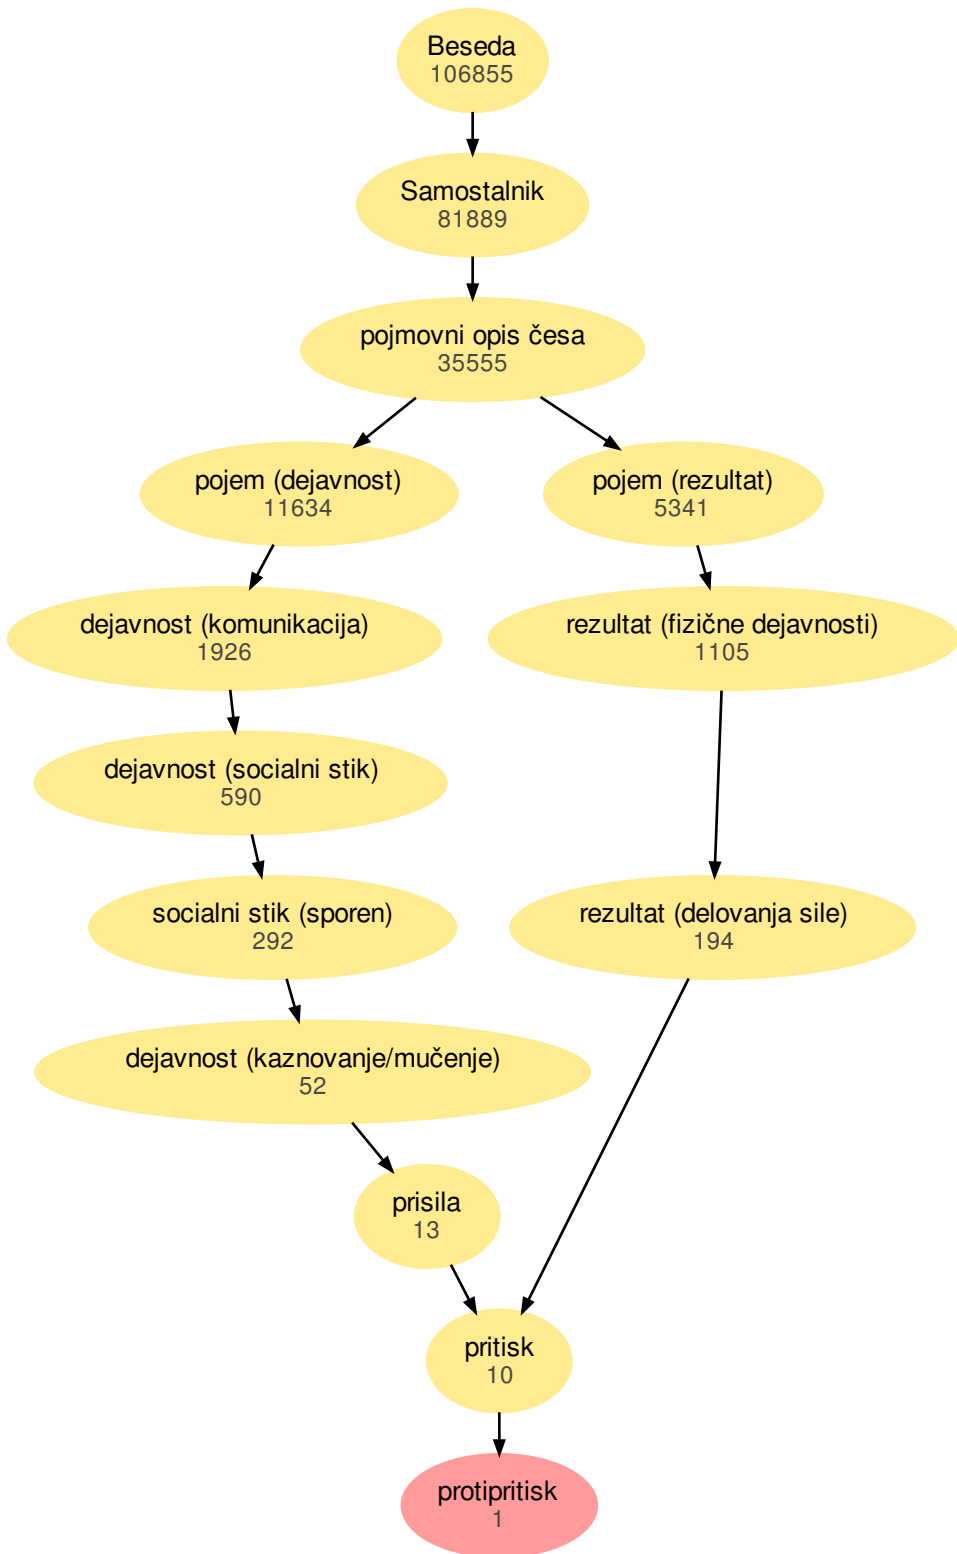 Beseda
106855
Samostalnik
81889
pojmovni opis česa
35555
pojem (dejavnost)
11634
pojem (rezultat)
5341
dejavnost (komunikacija)
1926
rezultat (fizične dejavnosti)
1105
dejavnost (socialni stik)
590
socialni stik (sporen)
292
rezultat (delovanja sile)
194
dejavnost (kaznovanje/mučenje)
52
prisila
13
pritisk
10
protipritisk
1